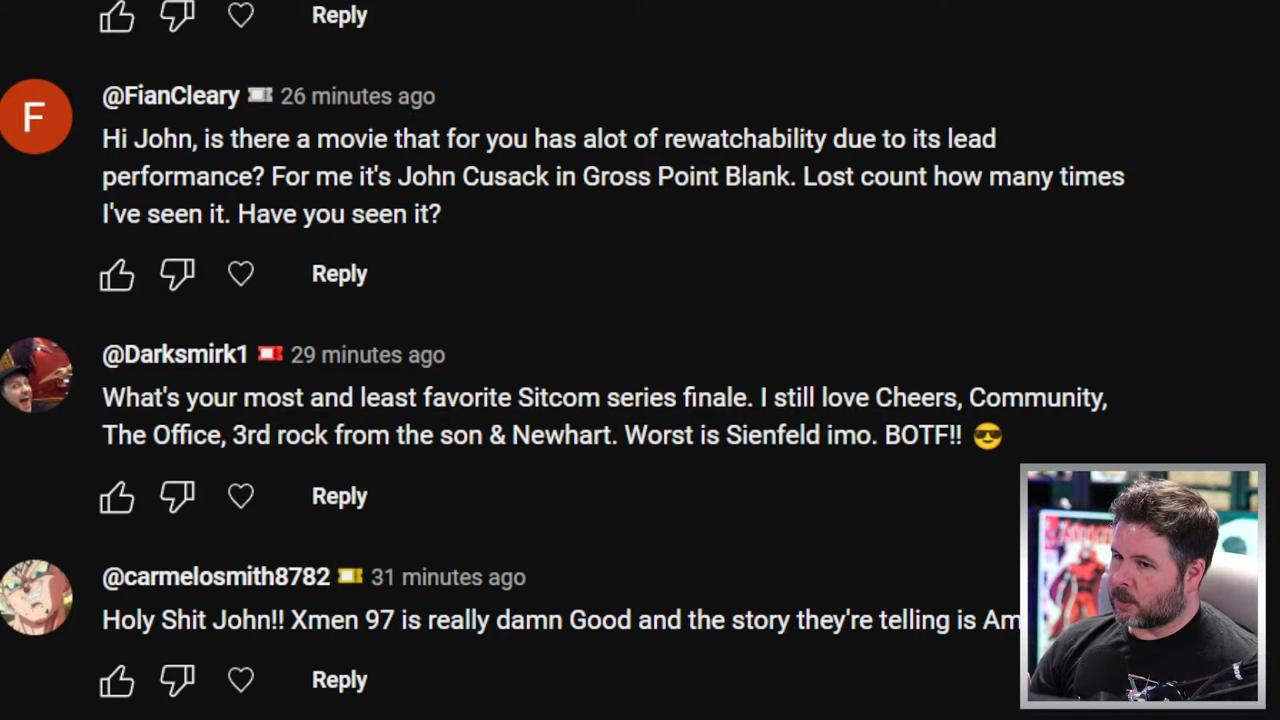 Reply
F
@FianCleary 26 minutes ago
Hi John, is there a movie that for you has alot of rewatchability due to its lead
performance? For me it's John Cusack in Gross Point Blank. Lost count how many times
I've seen it. Have you seen it?
Reply
@Darksmirk1 29 minutes ago
What's your most and least favorite Sitcom series finale. I still love Cheers, Community,
The Office, 3rd rock from the son & Newhart. Worst is Sienfeld imo. BOTF!! 😎
Reply
@carmelosmith8782 31 minutes ago
Holy Shit John!! Xmen 97 is really damn Good and the story they're telling is Am
Reply